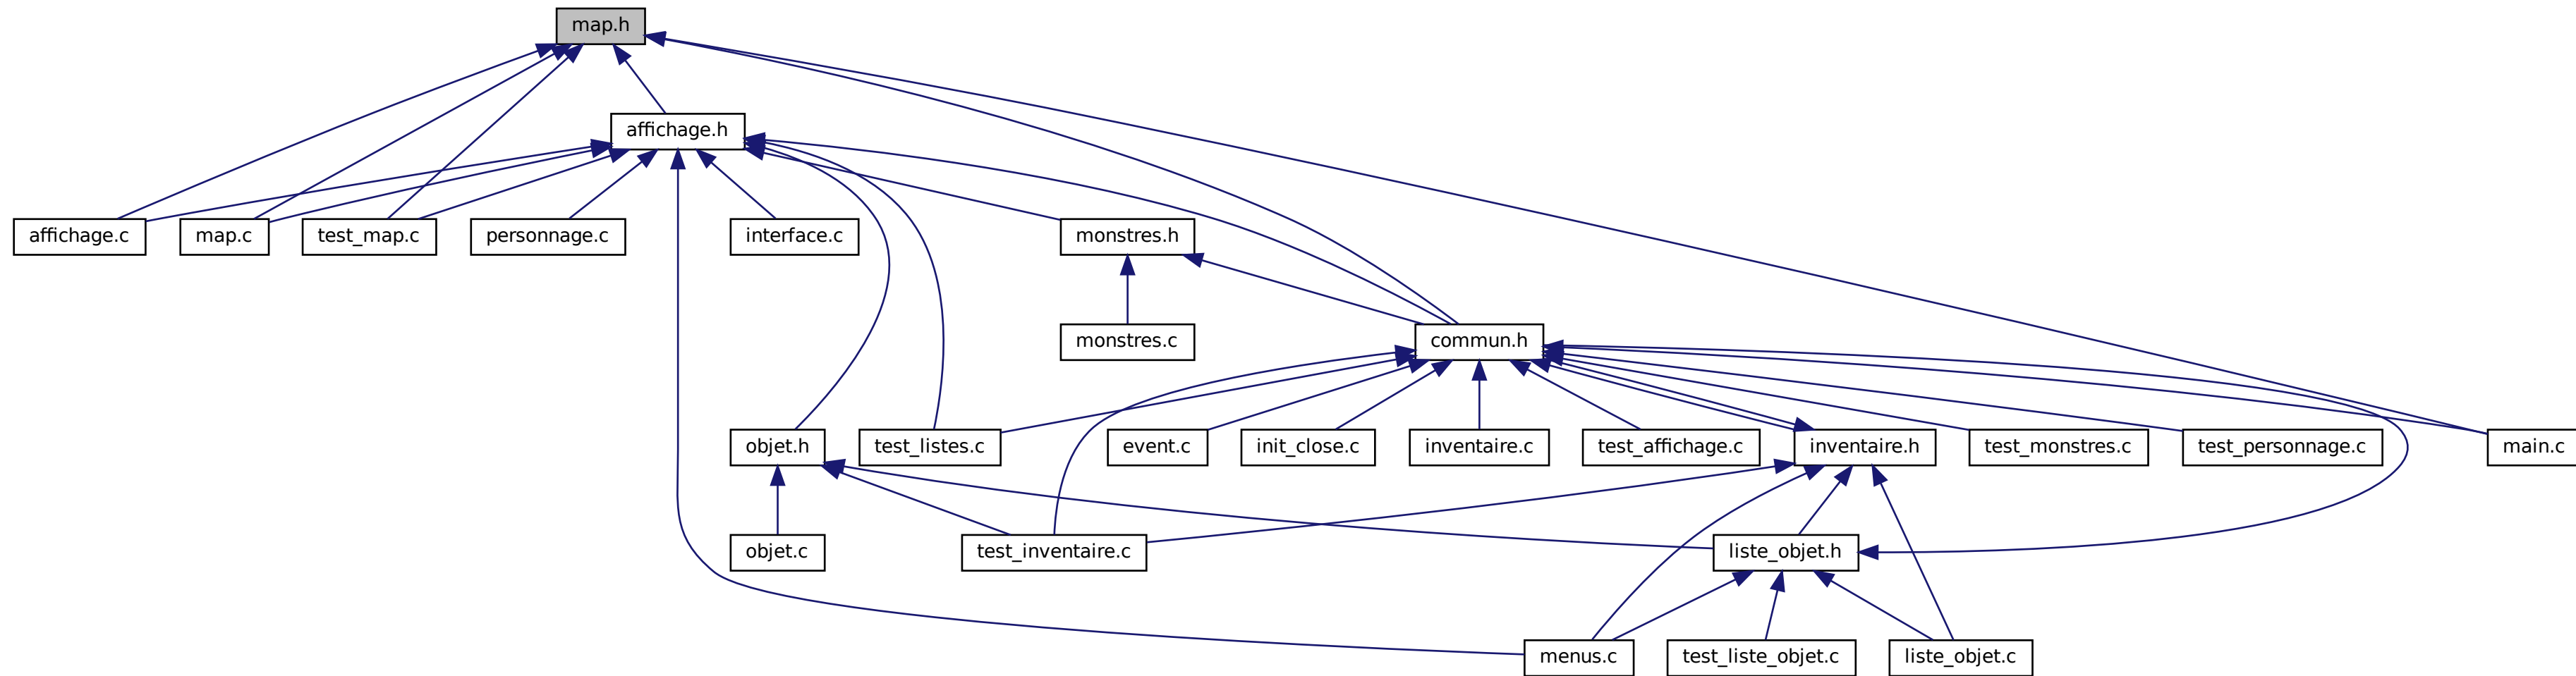 map.h
affichage.h
affichage.c
map.c
test_map.c
personnage.c
interface.c
monstres.h
monstres.c
commun.h
objet.h
test_listes.c
event.c
init_close.c
inventaire.c
test_affichage.c
inventaire.h
test_monstres.c
test_personnage.c
main.c
objet.c
test_inventaire.c
liste_objet.h
menus.c
test_liste_objet.c
liste_objet.c